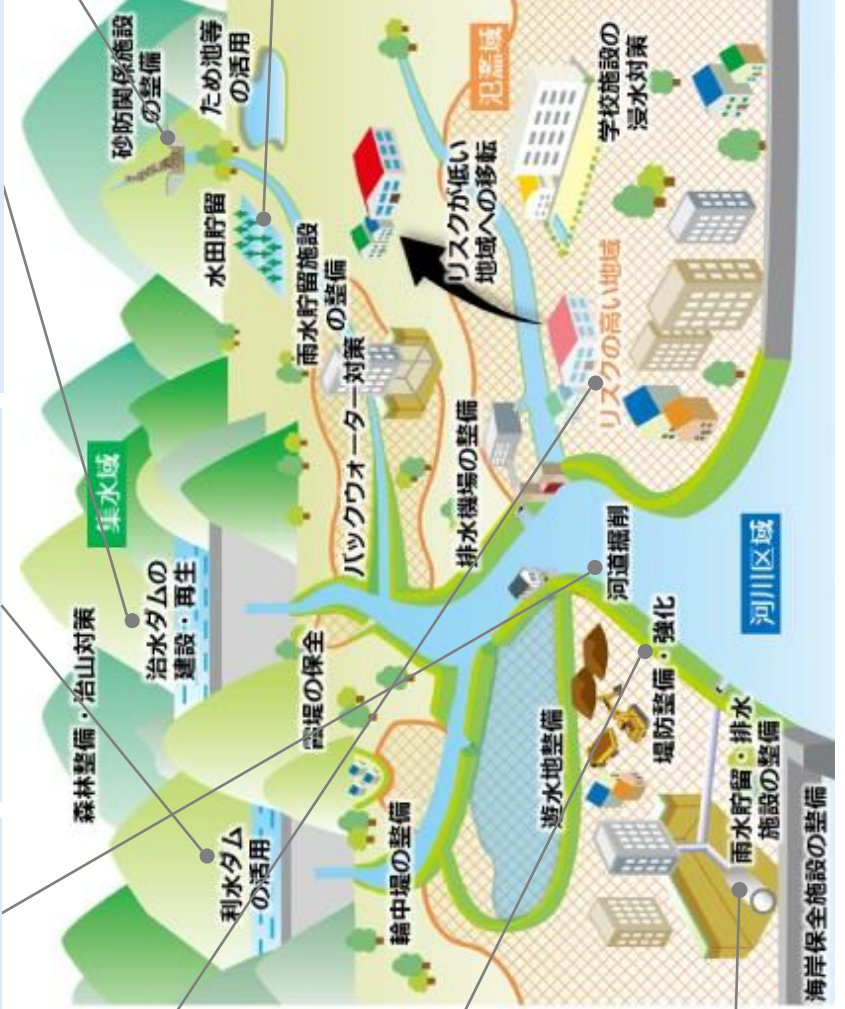 集水域
森林整備・治山対策
治水ダムの
建設・再生
利水ダム
の活用
砂防関係施設
の整備
ため池等
の活用
水田貯留
雨水貯留施設
の整備
バックウォーター対策
霞堤の保全
輪中堤の整備
氾濫域
学校施設の
浸水対策
リスクが低い
地域への移転
リスクの高い地域
排水機場の整備
河道掘削
遊水地整備
堤防整備・強化
河川区域
雨水貯留・排水
施設の整備
海岸保全施設の整備